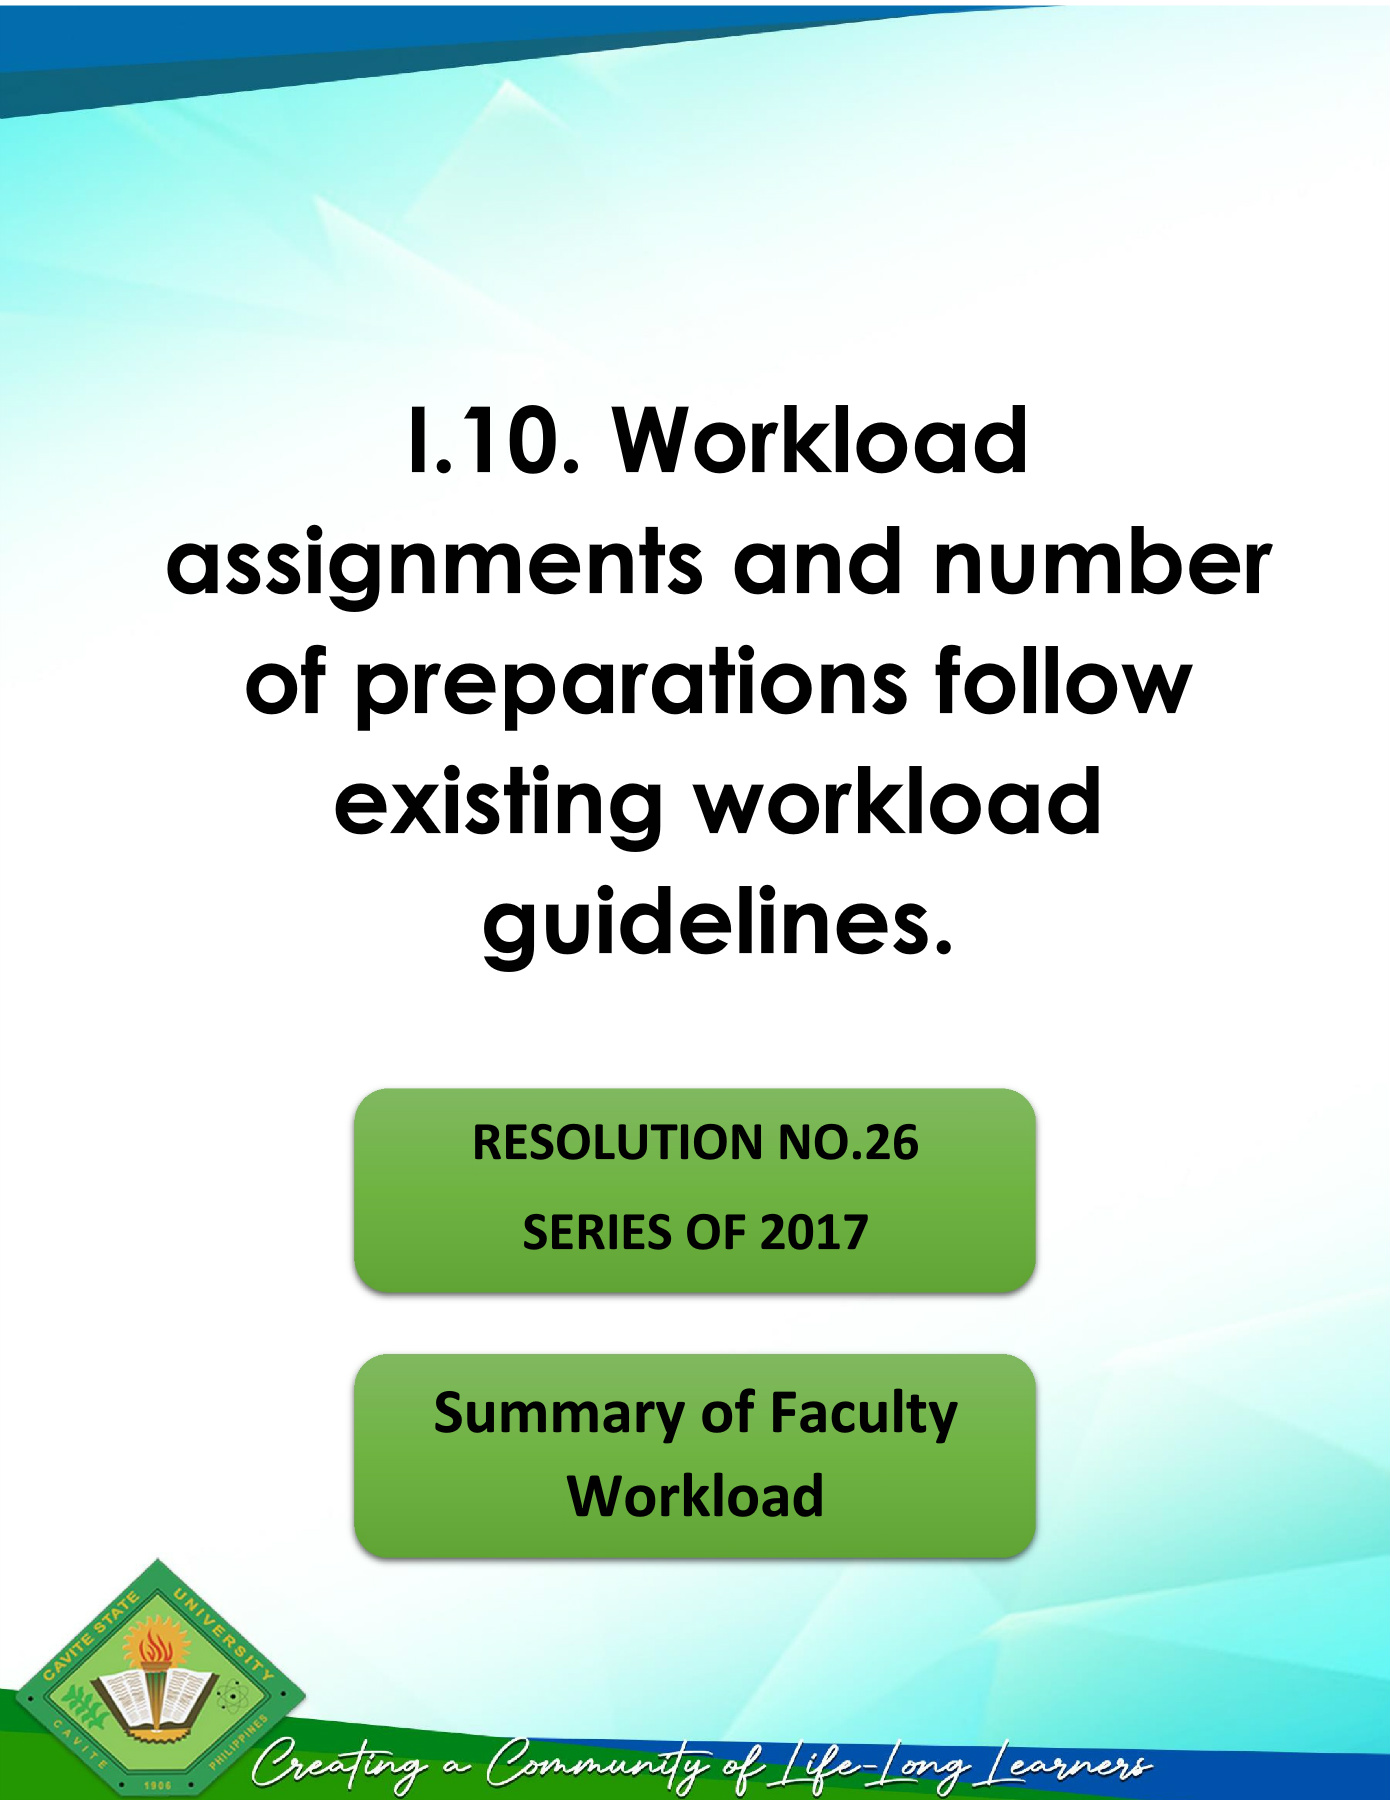 I.10. Workload
assignments and number
of preparations follow
existing workload
guidelines.
RESOLUTION NO.26
SERIES OF 2017
Summary of Faculty
Workload
CAVITE STATE UNIVERSITY
CAVITE 1906 PHILIPPINES
Creating a Community of Life-Long Learners